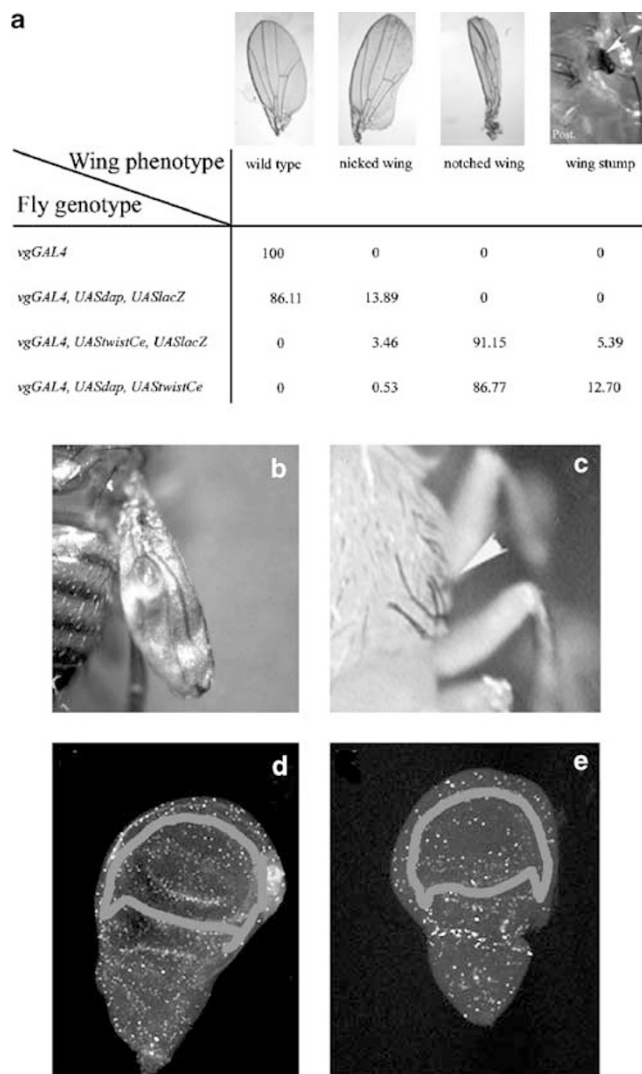 a
Post.
Wing phenotype wild type nicked wing notched wing wing stump
Fly genotype
vgGAL4 100 0 0 0
vgGAL4, UASdap, UASlacZ 86.11 13.89 0 0
vgGAL4, UAStwistCe, UASlacZ 0 3.46 91.15 5.39
vgGAL4, UASdap, UAStwistCe 0 0.53 86.77 12.70
b c
d e